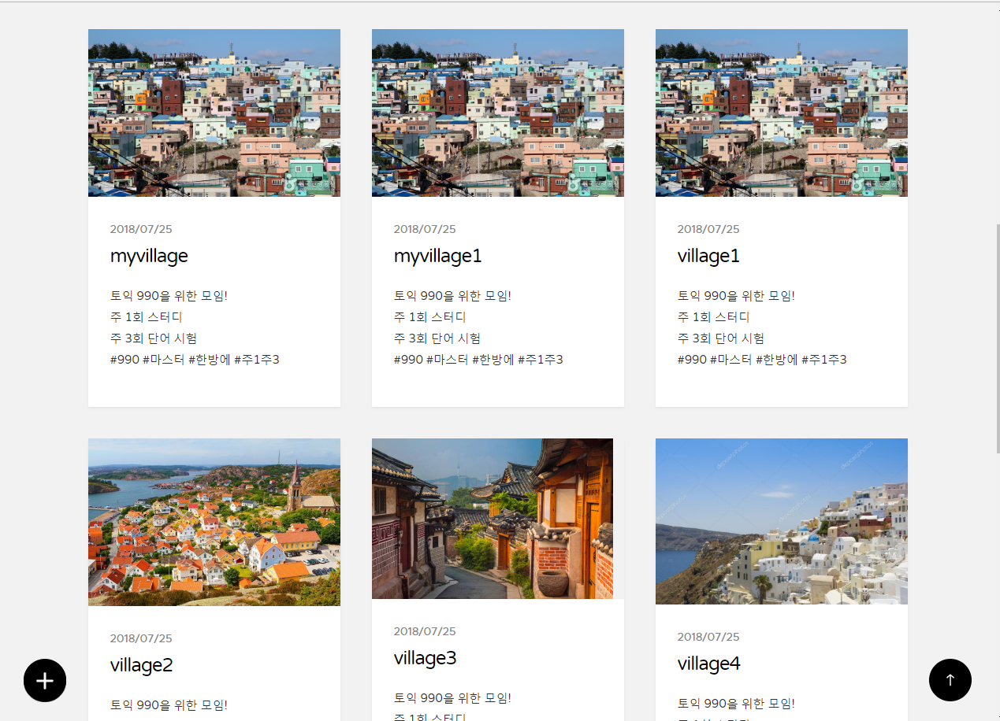 2018/07/25
myvillage
토익 990을 위한 모임!
주 1회 스터디
주 3회 단어 시험
#990 #마스터 #한방에 #주1주3
2018/07/25
myvillage1
토익 990을 위한 모임!
주 1회 스터디
주 3회 단어 시험
#990 #마스터 #한방에 #주1주3
2018/07/25
village1
토익 990을 위한 모임!
주 1회 스터디
주 3회 단어 시험
#990 #마스터 #한방에 #주1주3
2018/07/25
village2
토익 990을 위한 모임!
2018/07/25
village3
토익 990을 위한 모임!
주 1회 스터디
depositphotos
depositphotos
2018/07/25
village4
토익 990을 위한 모임!